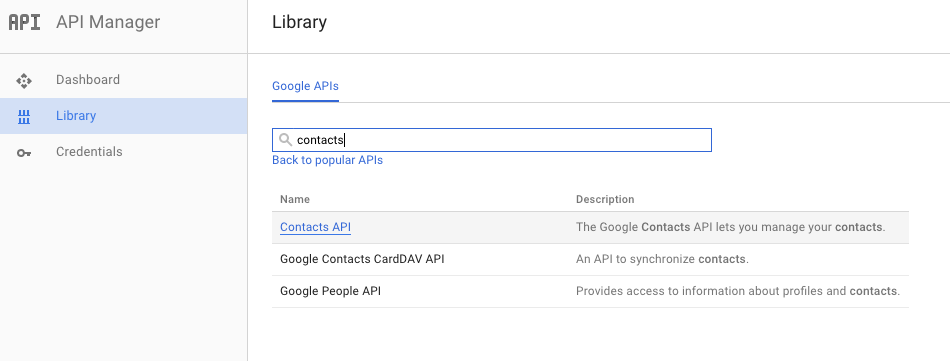 API API Manager
Library
Dashboard
Library
Credentials
Google APIs
contacts
Back to popular APIs
Name Description
Contacts API The Google Contacts API lets you manage your contacts.
Google Contacts CardDAV API An API to synchronize contacts.
Google People API Provides access to information about profiles and contacts.